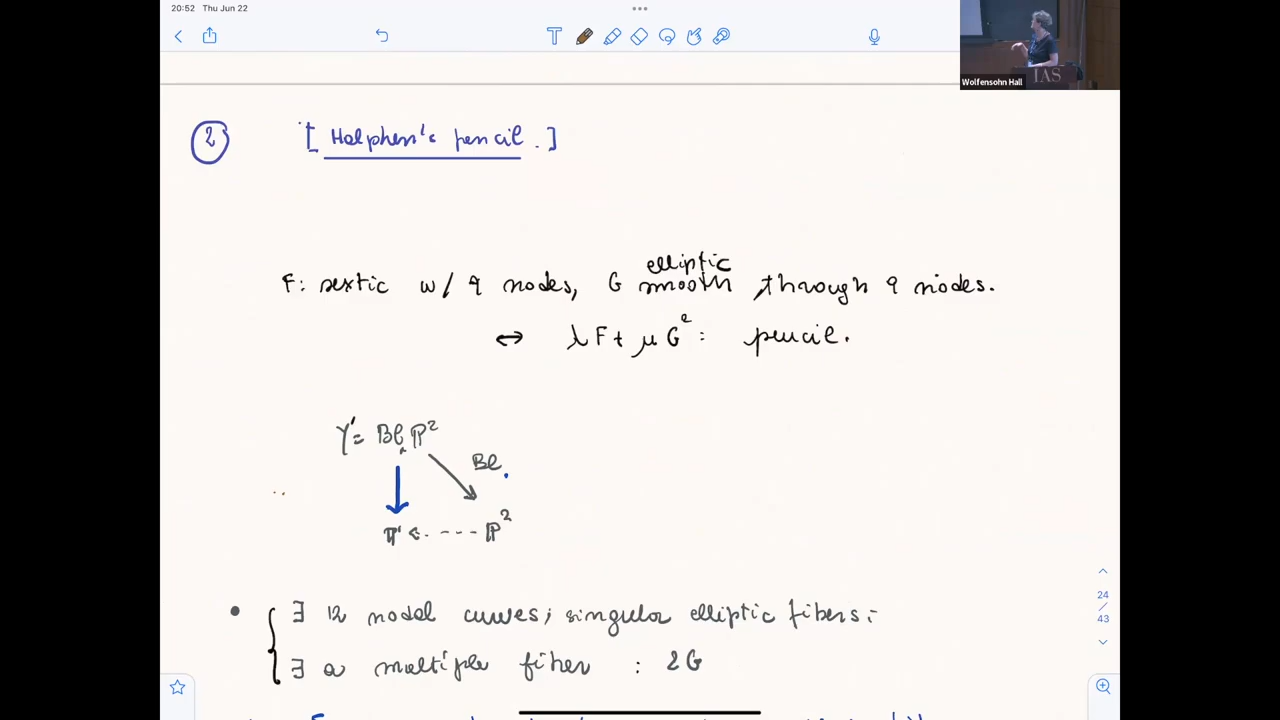 20:52 Thu Jun 22
Wolfensohn Hall
IAS
2 [ Halphen's pencil. ]
elliptic
F: sextic w/ 9 nodes, G smooth, through 9 nodes.
↔ λF + μG² : pencil.
Y' = Bl. P²
Bl.
P¹ <---- P²
• { ∃ 12 nodal curves; singular elliptic fibers:
∃ a multiple fiber : 2G
24
/
43